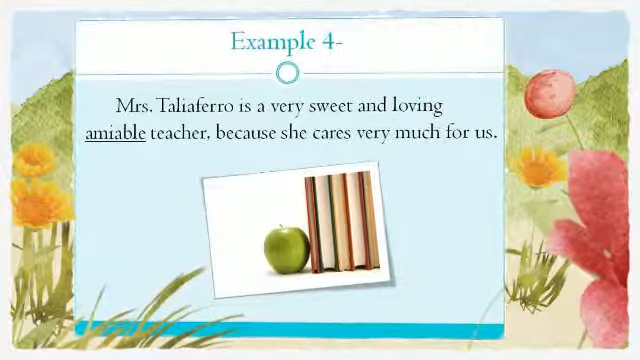 Example 4-
Mrs. Taliaferro is a very sweet and loving
amiable teacher, because she cares very much for us.